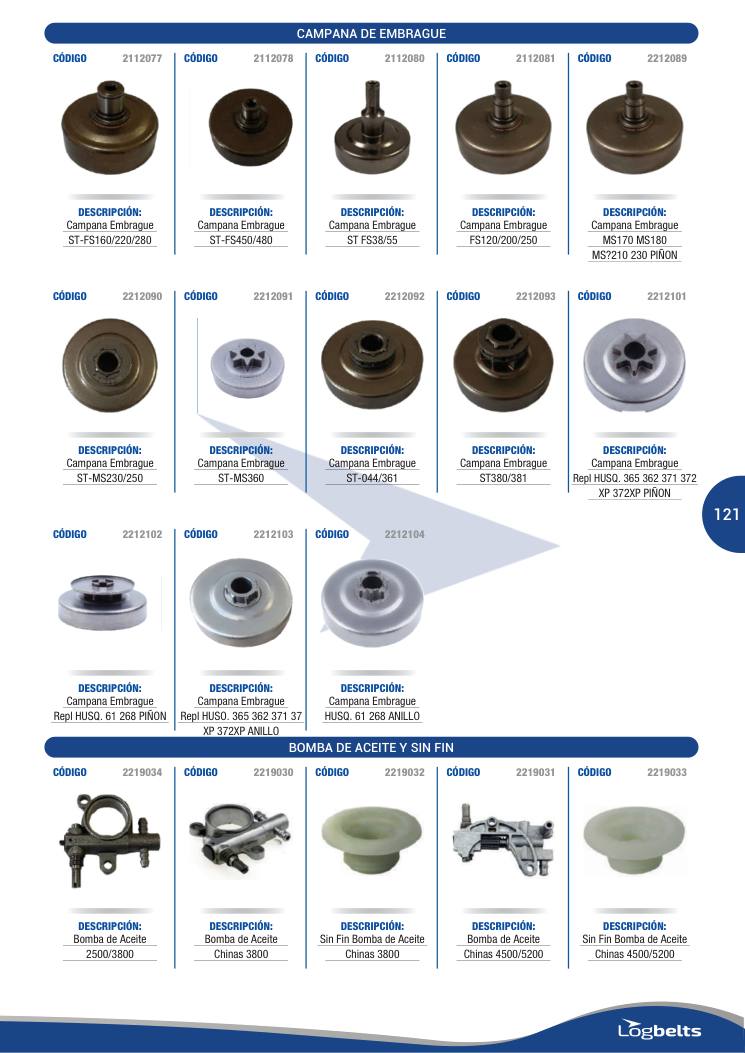 CAMPANA DE EMBRAGUE
CÓDIGO 2112077
DESCRIPCIÓN:
Campana Embrague
ST-FS160/220/280
CÓDIGO 2112078
DESCRIPCIÓN:
Campana Embrague
ST-FS450/480
CÓDIGO 2112080
DESCRIPCIÓN:
Campana Embrague
ST FS38/55
CÓDIGO 2112081
DESCRIPCIÓN:
Campana Embrague
FS120/200/250
CÓDIGO 2212089
DESCRIPCIÓN:
Campana Embrague
MS170 MS180
MS?210 230 PIÑON
CÓDIGO 2212090
DESCRIPCIÓN:
Campana Embrague
ST-MS230/250
CÓDIGO 2212091
DESCRIPCIÓN:
Campana Embrague
ST-MS360
CÓDIGO 2212092
DESCRIPCIÓN:
Campana Embrague
ST-044/361
CÓDIGO 2212093
DESCRIPCIÓN:
Campana Embrague
ST380/381
CÓDIGO 2212101
DESCRIPCIÓN:
Campana Embrague
Repl HUSQ. 365 362 371 372
XP 372XP PIÑON
121
CÓDIGO 2212102
DESCRIPCIÓN:
Campana Embrague
Repl HUSQ. 61 268 PIÑON
CÓDIGO 2212103
DESCRIPCIÓN:
Campana Embrague
Repl HUSQ. 365 362 371 37
XP 372XP ANILLO
CÓDIGO 2212104
DESCRIPCIÓN:
Campana Embrague
HUSQ. 61 268 ANILLO
BOMBA DE ACEITE Y SIN FIN
CÓDIGO 2219034
DESCRIPCIÓN:
Bomba de Aceite
2500/3800
CÓDIGO 2219030
DESCRIPCIÓN:
Bomba de Aceite
Chinas 3800
CÓDIGO 2219032
DESCRIPCIÓN:
Sin Fin Bomba de Aceite
Chinas 3800
CÓDIGO 2219031
DESCRIPCIÓN:
Bomba de Aceite
Chinas 4500/5200
CÓDIGO 2219033
DESCRIPCIÓN:
Sin Fin Bomba de Aceite
Chinas 4500/5200
Logbelts